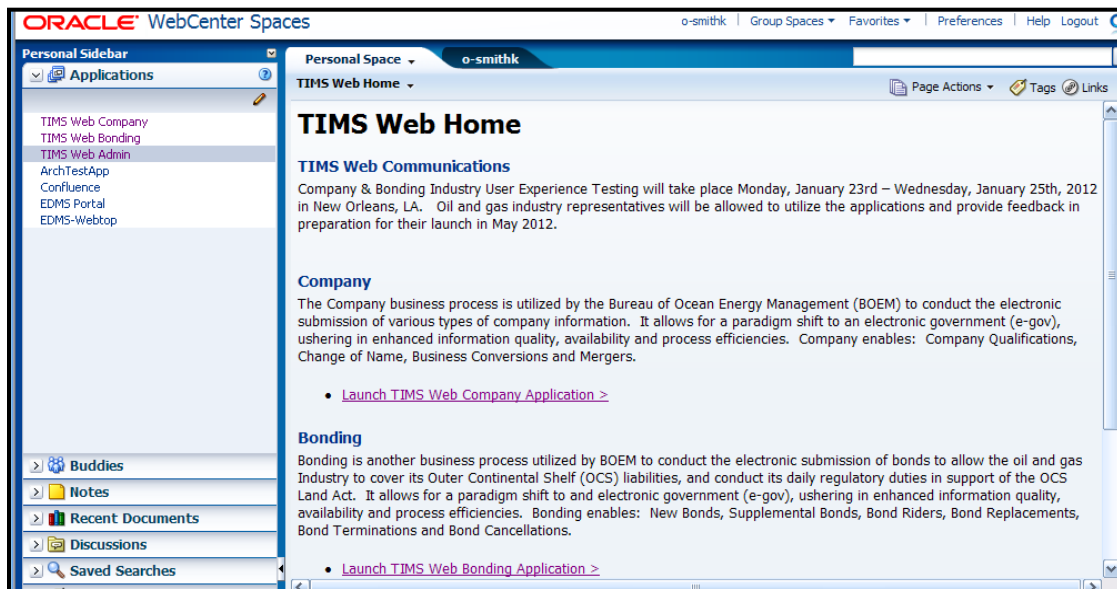 ORACLE WebCenter Spaces
o-smithk Group Spaces Favorites Preferences Help Logout
Personal Sidebar
Applications
TIMS Web Company
TIMS Web Bonding
TIMS Web Admin
ArchTestApp
Confluence
EDMS Portal
EDMS-Webtop
Buddies
Notes
Recent Documents
Discussions
Saved Searches
Personal Space o-smithk
TIMS Web Home
Page Actions Tags Links
TIMS Web Home
TIMS Web Communications
Company & Bonding Industry User Experience Testing will take place Monday, January 23rd – Wednesday, January 25th, 2012
in New Orleans, LA. Oil and gas industry representatives will be allowed to utilize the applications and provide feedback in
preparation for their launch in May 2012.
Company
The Company business process is utilized by the Bureau of Ocean Energy Management (BOEM) to conduct the electronic
submission of various types of company information. It allows for a paradigm shift to an electronic government (e-gov),
ushering in enhanced information quality, availability and process efficiencies. Company enables: Company Qualifications,
Change of Name, Business Conversions and Mergers.
• Launch TIMS Web Company Application >
Bonding
Bonding is another business process utilized by BOEM to conduct the electronic submission of bonds to allow the oil and gas
Industry to cover its Outer Continental Shelf (OCS) liabilities, and conduct its daily regulatory duties in support of the OCS
Land Act. It allows for a paradigm shift to and electronic government (e-gov), ushering in enhanced information quality,
availability and process efficiencies. Bonding enables: New Bonds, Supplemental Bonds, Bond Riders, Bond Replacements,
Bond Terminations and Bond Cancellations.
• Launch TIMS Web Bonding Application >